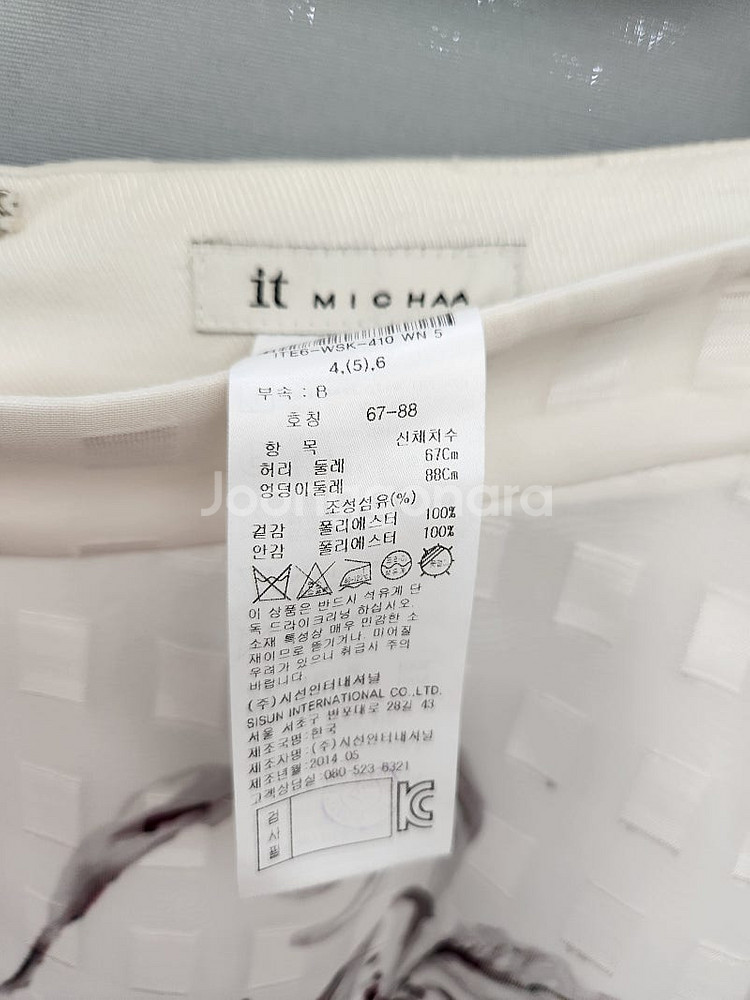 it MICHAA
ITE6-WSK-410 WN 5
4,(5),6
부속 : B
호칭 67-88
항 목 신체치수
허리 둘레 67Cm
엉덩이둘레 88Cm
조성섬유(%)
겉감 폴리에스터 100%
안감 폴리에스터 100%
이 상품은 반드시 석유계 단
독 드라이크리닝 하십시오.
소재 특성상 매우 민감한 소
재이므로 뜯기거나, 미어질
우려가 있으니 취급시 주의
바랍니다.
(주)시선인터내셔널
SISUN INTERNATIONAL CO.,LTD.
서울 서초구 반포대로 28길 43
제조국명:한국
제조자명:(주)시선인터내셔널
제조년월:2014.05
고객상담실:080-523-6321
검사필
KC
Joonggonara